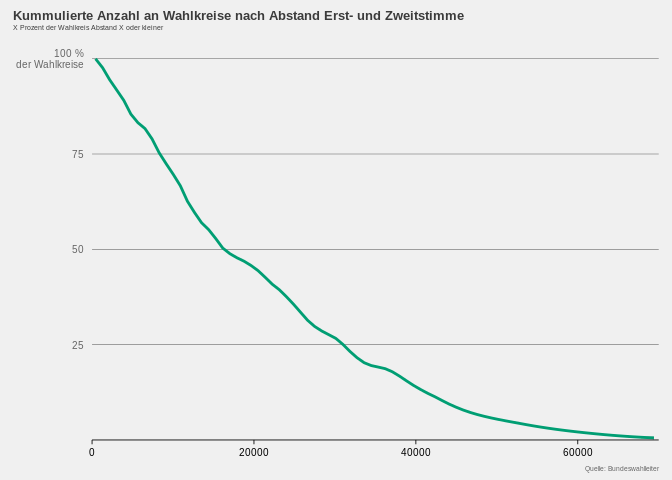 Kummulierte Anzahl an Wahlkreise nach Abstand Erst- und Zweitstimme
X Prozent der Wahlkreis Abstand X oder kleiner
100 %
der Wahlkreise
75
50
25
0 20000 40000 60000
Quelle: Bundeswahlleiter